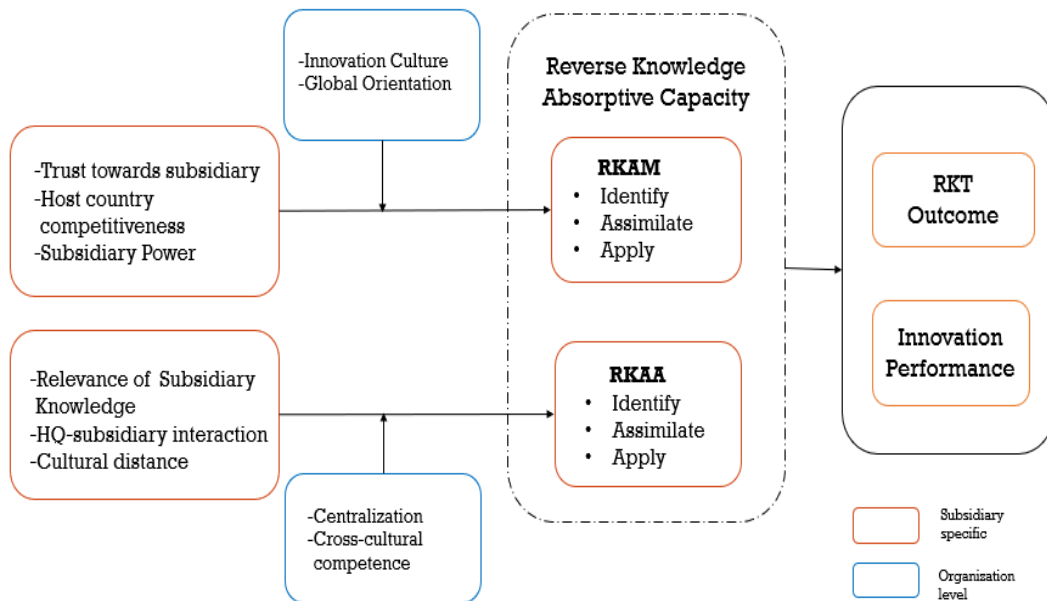 -Innovation Culture
-Global Orientation
Reverse Knowledge
Absorptive Capacity
-Trust towards subsidiary
-Host country
competitiveness
-Subsidiary Power
RKAM
• Identify
• Assimilate
• Apply
RKT
Outcome
Innovation
Performance
-Relevance of Subsidiary
Knowledge
-HQ-subsidiary interaction
-Cultural distance
RKAA
• Identify
• Assimilate
• Apply
-Centralization
-Cross-cultural
competence
Subsidiary
specific
Organization
level